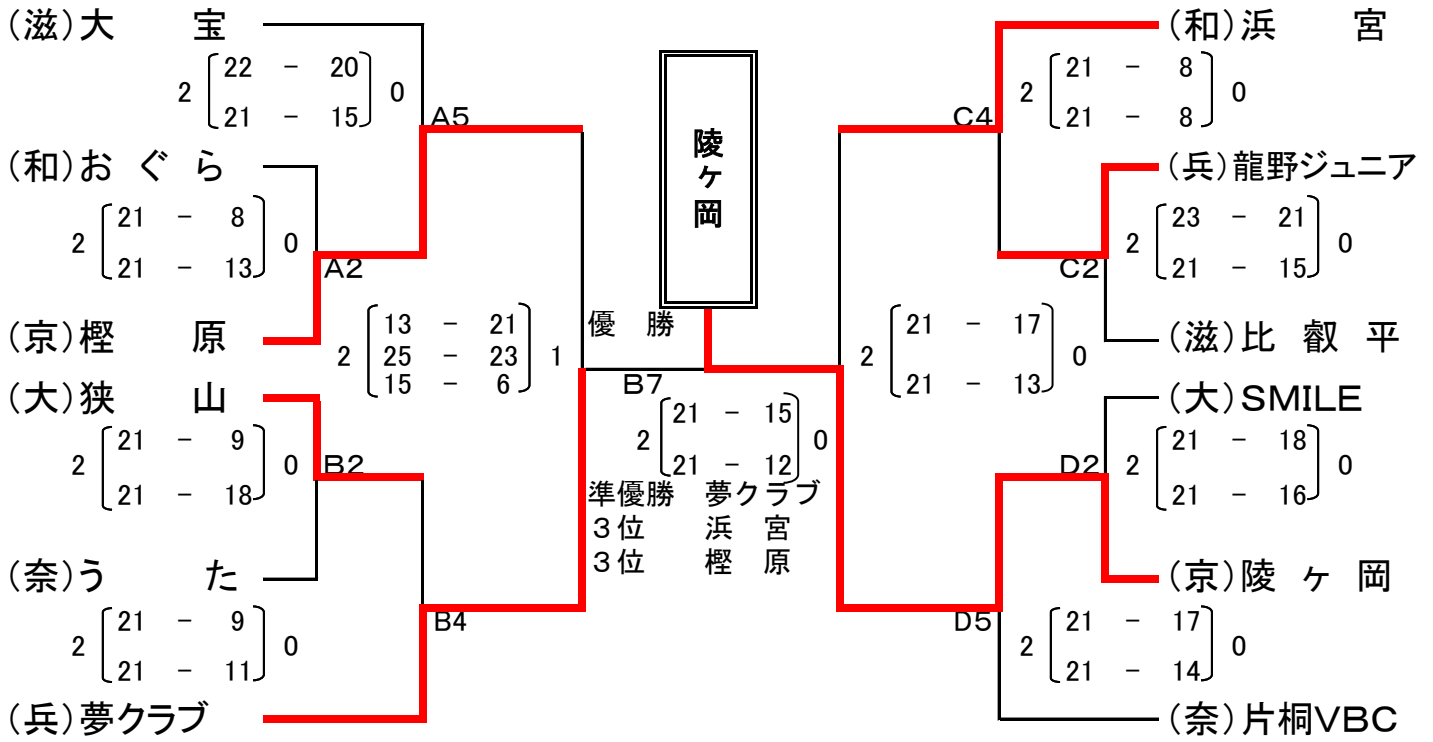 (滋)大　宝
2 22 － 20 0
21 － 15
A5
(和)お ぐ ら
2 21 － 8 0
21 － 13
A2
(京)樫　原
2 13 － 21 1
25 － 23
15 － 6
(大)狭　山
2 21 － 9 0
21 － 18
B2
(奈)う　た
2 21 － 9 0
21 － 11
B4
(兵)夢クラブ
陵ヶ岡
優　勝
B7
2 21 － 15 0
21 － 12
準優勝　夢クラブ
３位　浜　宮
３位　樫　原
(和)浜　宮
2 21 － 8 0
21 － 8
C4
(兵)龍野ジュニア
2 23 － 21 0
21 － 15
C2
(滋)比 叡 平
2 21 － 17 0
21 － 13
(大)SMILE
2 21 － 18 0
21 － 16
D2
(京)陵 ヶ 岡
2 21 － 17 0
21 － 14
D5
(奈)片桐VBC